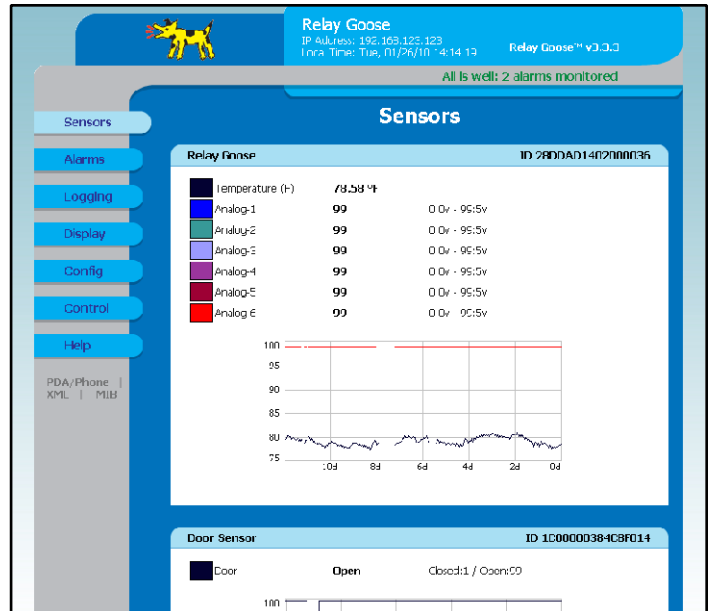 Relay Goose
IP Address: 192.168.123.123
Local Time: Tue, 01/26/10 14:14:19
Relay Goose™ v3.3.3
All is well: 2 alarms monitored
Sensors
Alarms
Logging
Display
Config
Control
Help
PDA/Phone |
XML | MIB
Sensors
Relay Goose ID 28DDAD1402000036
Temperature (F) 78.58 °F
Analog-1 99 0:0v - 99:5v
Analog-2 99 0:0v - 99:5v
Analog-3 99 0:0v - 99:5v
Analog-4 99 0:0v - 99:5v
Analog-5 99 0:0v - 99:5v
Analog-6 99 0:0v - 99:5v
100
95
90
85
80
75
10d 8d 6d 4d 2d 0d
Door Sensor
Door Open Closed:1 / Open:99
100